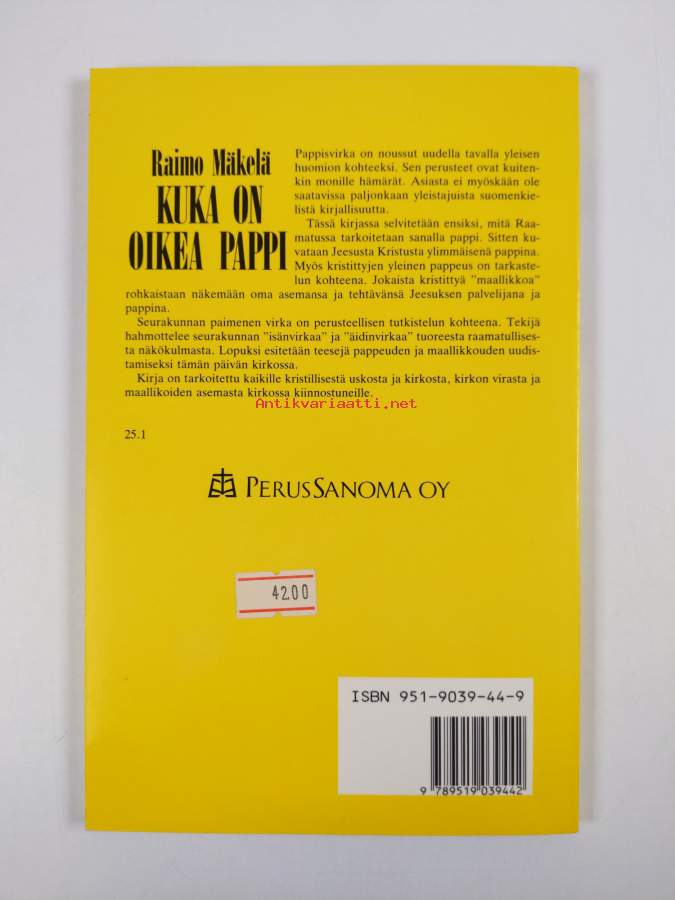 Raimo Mäkelä
KUKA ON
OIKEA PAPPI
Pappisvirka on noussut uudella tavalla yleisen
huomion kohteeksi. Sen perusteet ovat kuiten-
kin monille hämärät. Asiasta ei myöskään ole
saatavissa paljonkaan yleistajuista suomenkie-
listä kirjallisuutta.
Tässä kirjassa selvitetään ensiksi, mitä Raa-
matussa tarkoitetaan sanalla pappi. Sitten ku-
vataan Jeesusta Kristusta ylimmäisenä pappina.
Myös kristittyjen yleinen pappeus on tarkaste-
lun kohteena. Jokaista kristittyä "maallikkoa"
rohkaistaan näkemään oma asemansa ja tehtävänsä Jeesuksen palvelijana ja
pappina.
Seurakunnan paimenen virka on perusteellisen tutkistelun kohteena. Tekijä
hahmottelee seurakunnan "isänvirkaa" ja "äidinvirkaa" tuoreesta raamatullises-
ta näkökulmasta. Lopuksi esitetään teesejä pappeuden ja maallikkouden uudis-
tamiseksi tämän päivän kirkossa.
Kirja on tarkoitettu kaikille kristillisestä uskosta ja kirkosta, kirkon virasta ja
maallikoiden asemasta kirkossa kiinnostuneille.
Antikvariaatti.net
25.1
PERUSSANOMA OY
4200
ISBN 951-9039-44-9
9 789519 039442